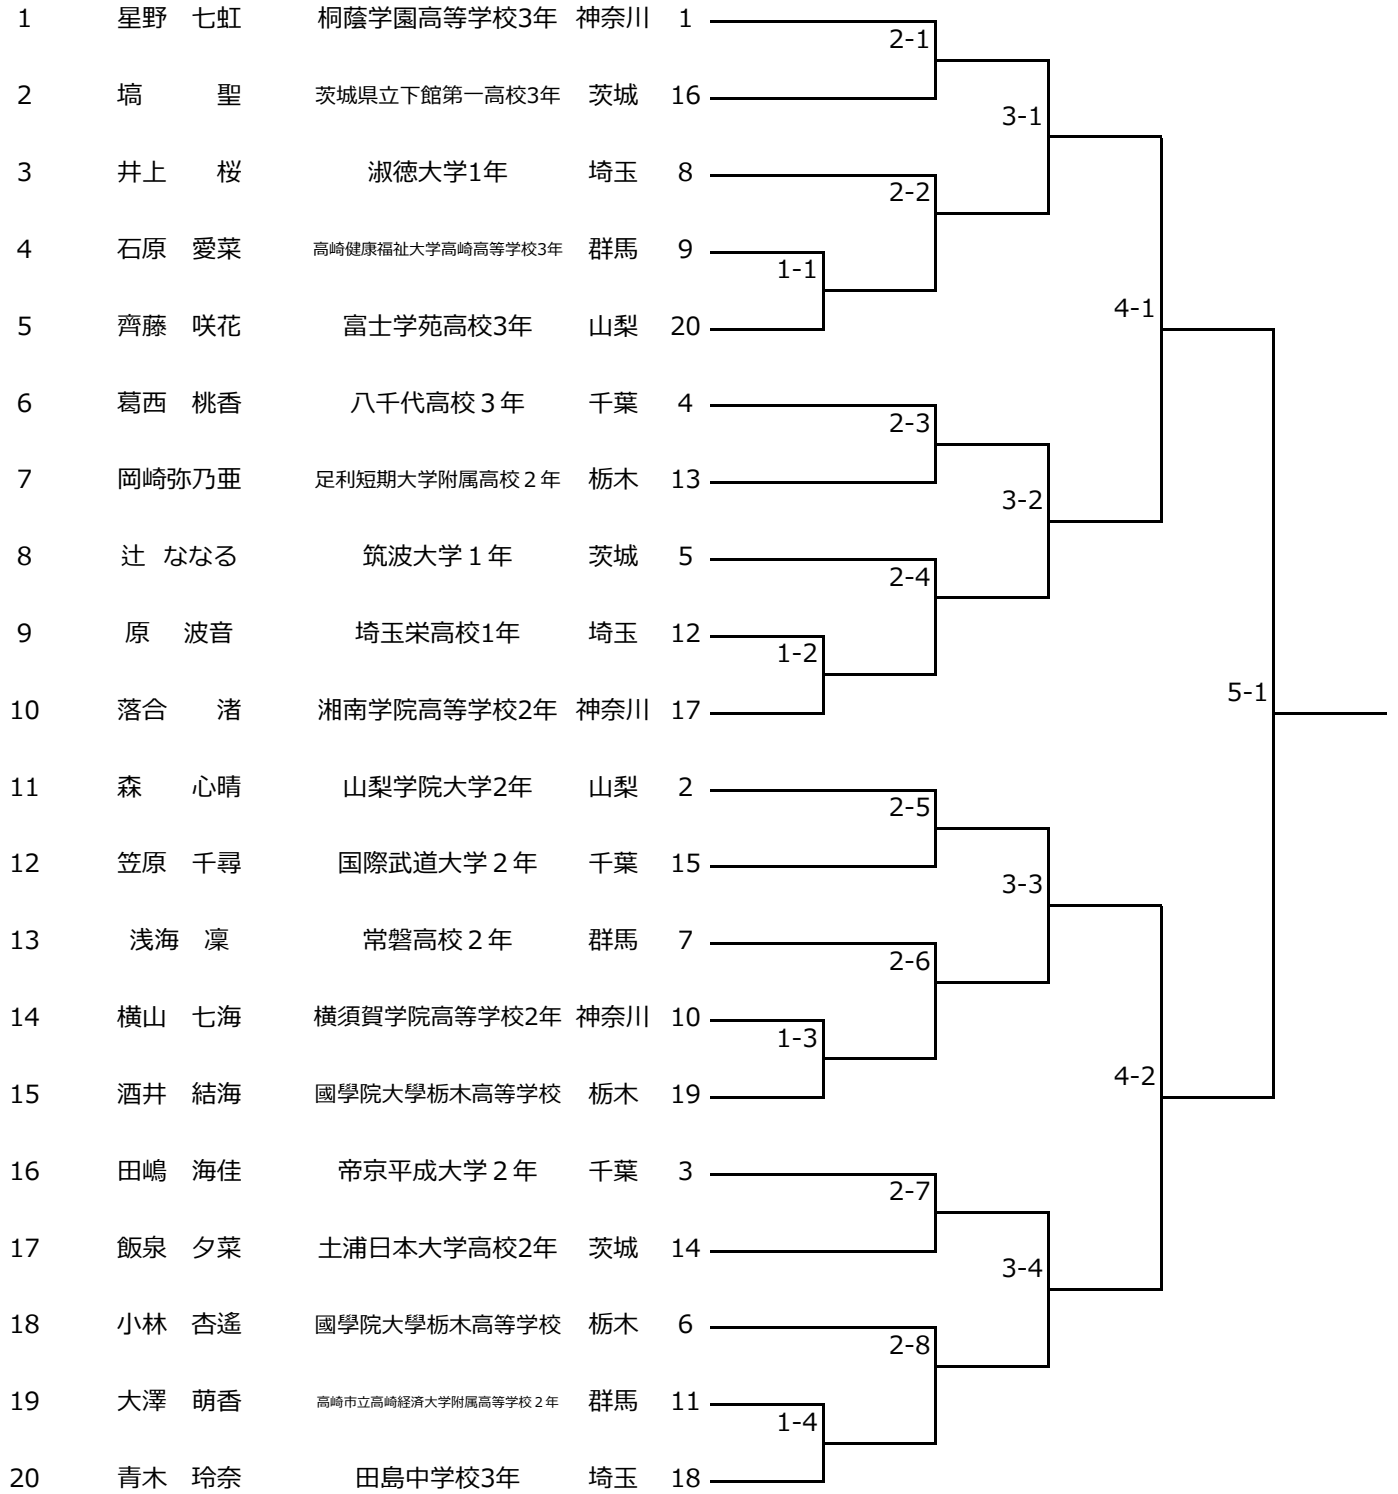 1 星野 七虹 桐蔭学園高等学校3年 神奈川 1
2-1
2 塙 聖 茨城県立下館第一高校3年 茨城 16
3-1
3 井上 桜 淑徳大学1年 埼玉 8
2-2
4 石原 愛菜 高崎健康福祉大学高崎高等学校3年 群馬 9
1-1
4-1
5 齊藤 咲花 富士学苑高校3年 山梨 20
6 葛西 桃香 八千代高校３年 千葉 4
2-3
7 岡崎弥乃亜 足利短期大学附属高校２年 栃木 13
3-2
8 辻 ななる 筑波大学１年 茨城 5
2-4
9 原 波音 埼玉栄高校1年 埼玉 12
1-2
5-1
10 落合 渚 湘南学院高等学校2年 神奈川 17
11 森 心晴 山梨学院大学2年 山梨 2
2-5
12 笠原 千尋 国際武道大学２年 千葉 15
3-3
13 浅海 凜 常磐高校２年 群馬 7
2-6
14 横山 七海 横須賀学院高等学校2年 神奈川 10
1-3
4-2
15 酒井 結海 國學院大學栃木高等学校 栃木 19
16 田嶋 海佳 帝京平成大学２年 千葉 3
2-7
17 飯泉 夕菜 土浦日本大学高校2年 茨城 14
3-4
18 小林 杏遙 國學院大學栃木高等学校 栃木 6
2-8
19 大澤 萌香 高崎市立高崎経済大学附属高等学校２年 群馬 11
1-4
20 青木 玲奈 田島中学校3年 埼玉 18